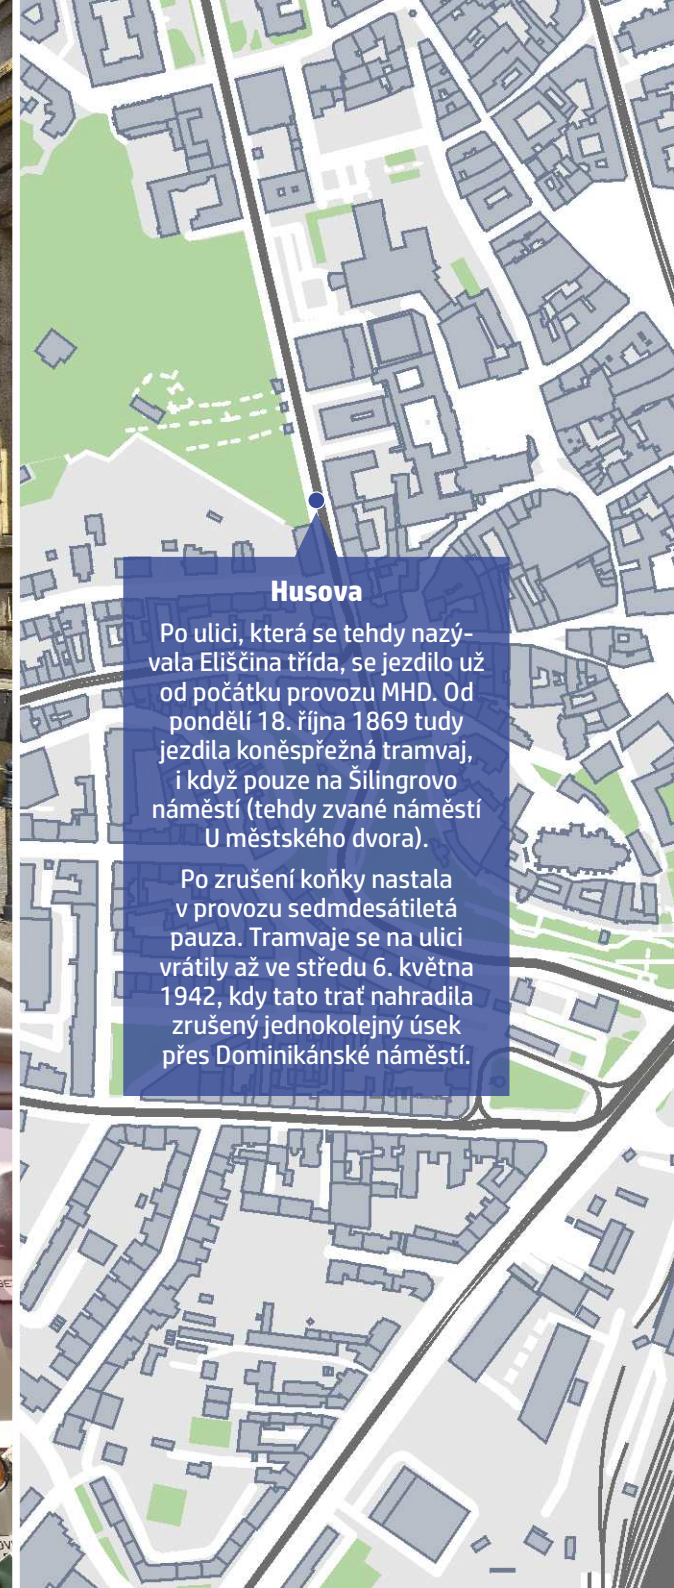 Husova
Po ulici, která se tehdy nazý-
vala Eliščina třída, se jezdilo už
od počátku provozu MHD. Od
pondělí 18. října 1869 tudy
jezdila koněspřežná tramvaj,
i když pouze na Šilingrovo
náměstí (tehdy zvané náměstí
U městského dvora).
Po zrušení koňky nastala
v provozu sedmdesátiletá
pauza. Tramvaje se na ulici
vrátily až ve středu 6. května
1942, kdy tato trať nahradila
zrušený jednokolejný úsek
přes Dominikánské náměstí.